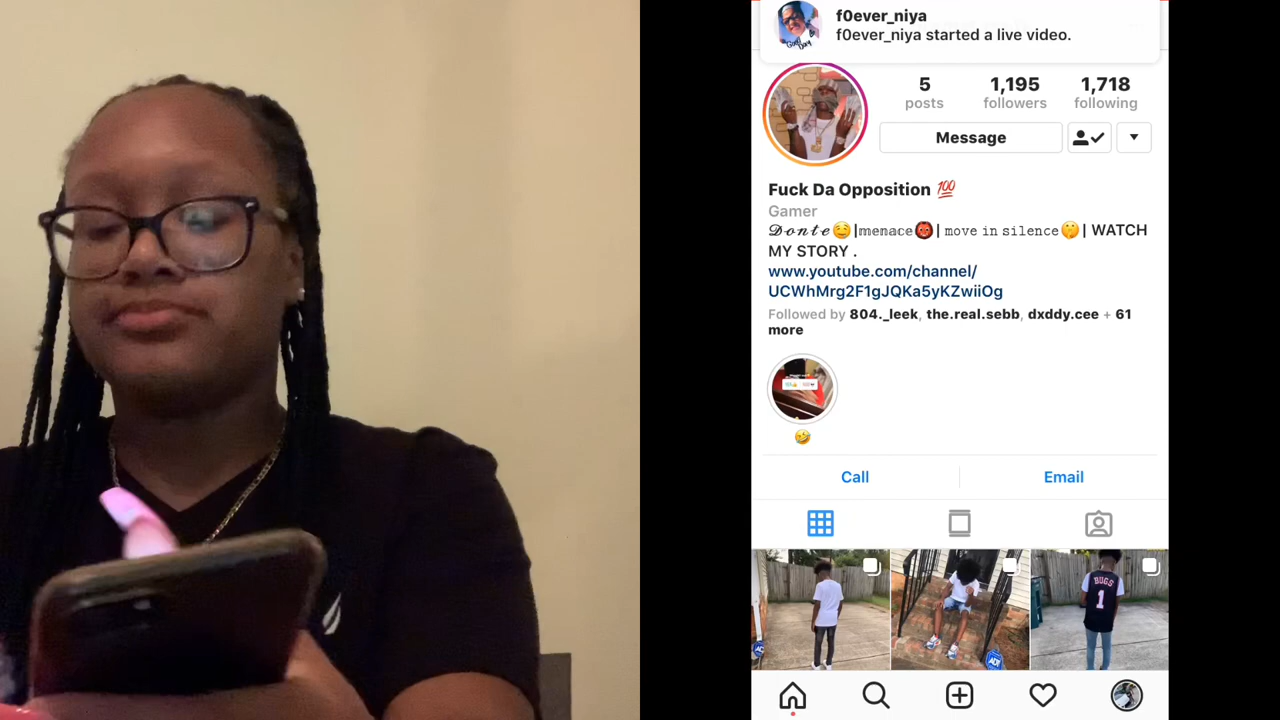 f0ever_niya
f0ever_niya started a live video.
5
posts
1,195
followers
1,718
following
Message
Fuck Da Opposition 💯
Gamer
𝓓𝓸𝓷𝓽𝓮😌|𝕞𝕖𝕟𝕒𝕔𝕖👹| 𝚖𝚘𝚟𝚎 𝚒𝚗 𝚜𝚒𝚕𝚎𝚗𝚌𝚎🤫| WATCH
MY STORY .
www.youtube.com/channel/
UCWhMrg2F1gJQKa5yKZwiiOg
Followed by 804._leek, the.real.sebb, dxddy.cee + 61
more
🤣
Call
Email
BUGS
1
ADT